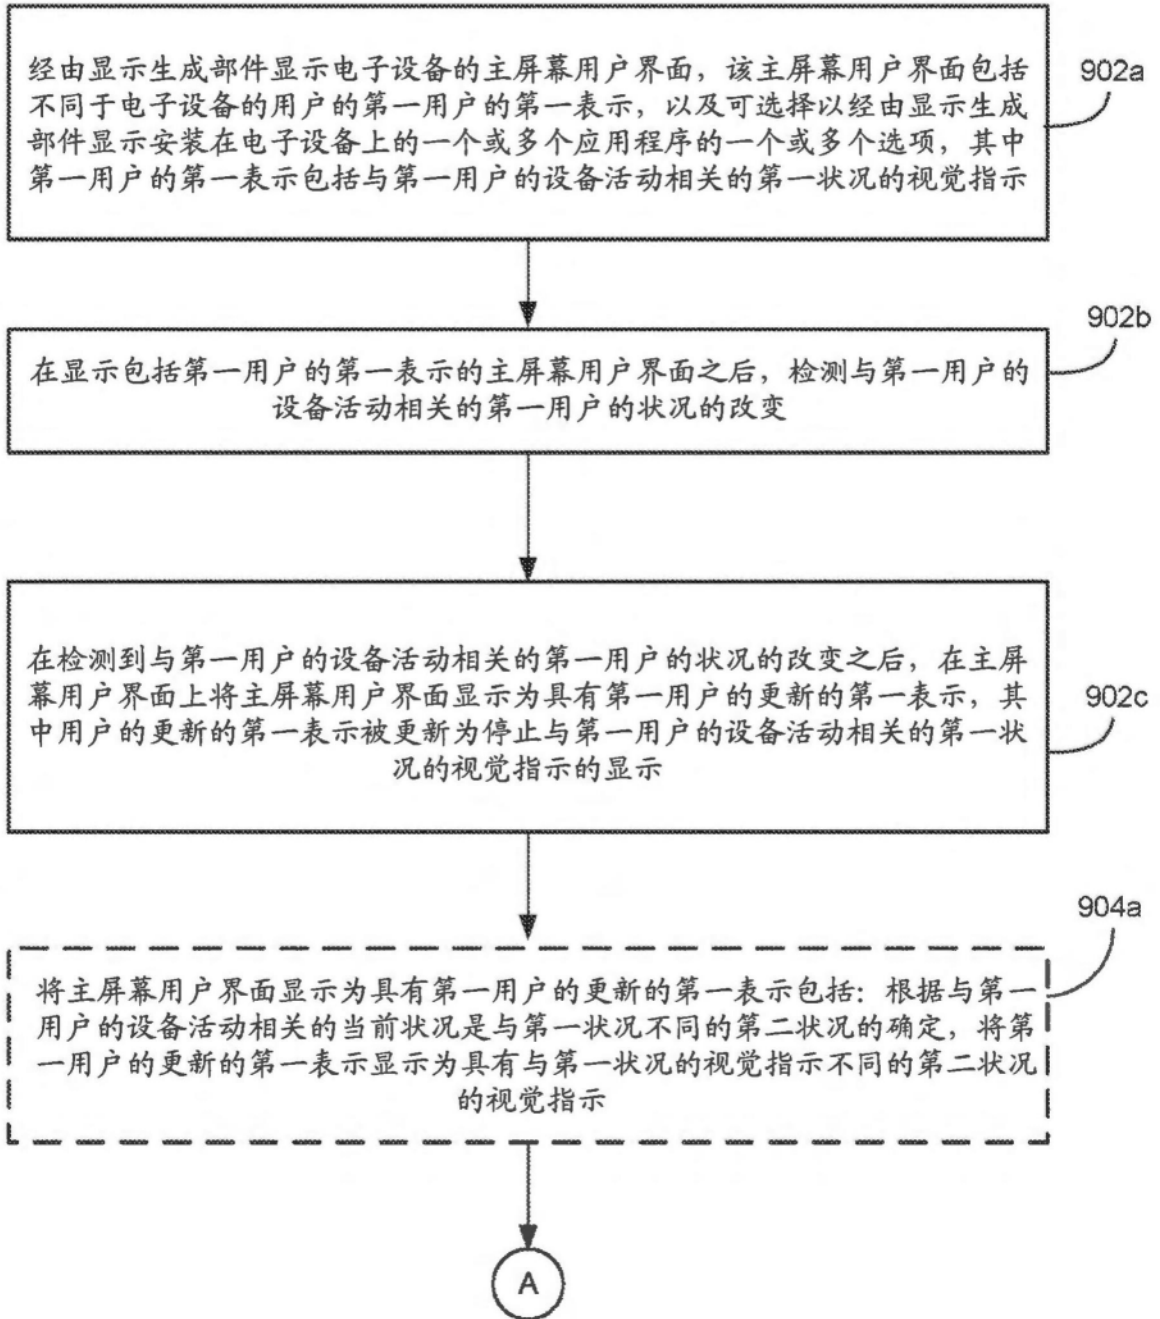 经由显示生成部件显示电子设备的主屏幕用户界面，该主屏幕用户界面包括
902a
不同于电子设备的用户的第一用户的第一表示，以及可选择以经由显示生成
部件显示安装在电子设备上的一个或多个应用程序的一个或多个选项，其中
第一用户的第一表示包括与第一用户的设备活动相关的第一状况的视觉指示
902b
在显示包括第一用户的第一表示的主屏幕用户界面之后，检测与第一用户的
设备活动相关的第一用户的状况的改变
在检测到与第一用户的设备活动相关的第一用户的状况的改变之后，在主屏
幕用户界面上将主屏幕用户界面显示为具有第一用户的更新的第一表示，其
902c
中用户的更新的第一表示被更新为停止与第一用户的设备活动相关的第一状
况的视觉指示的显示
904a
将主屏幕用户界面显示为具有第一用户的更新的第一表示包括：根据与第一
用户的设备活动相关的当前状况是与第一状况不同的第二状况的确定，将第
一用户的更新的第一表示显示为具有与第一状况的视觉指示不同的第二状况
的视觉指示
A